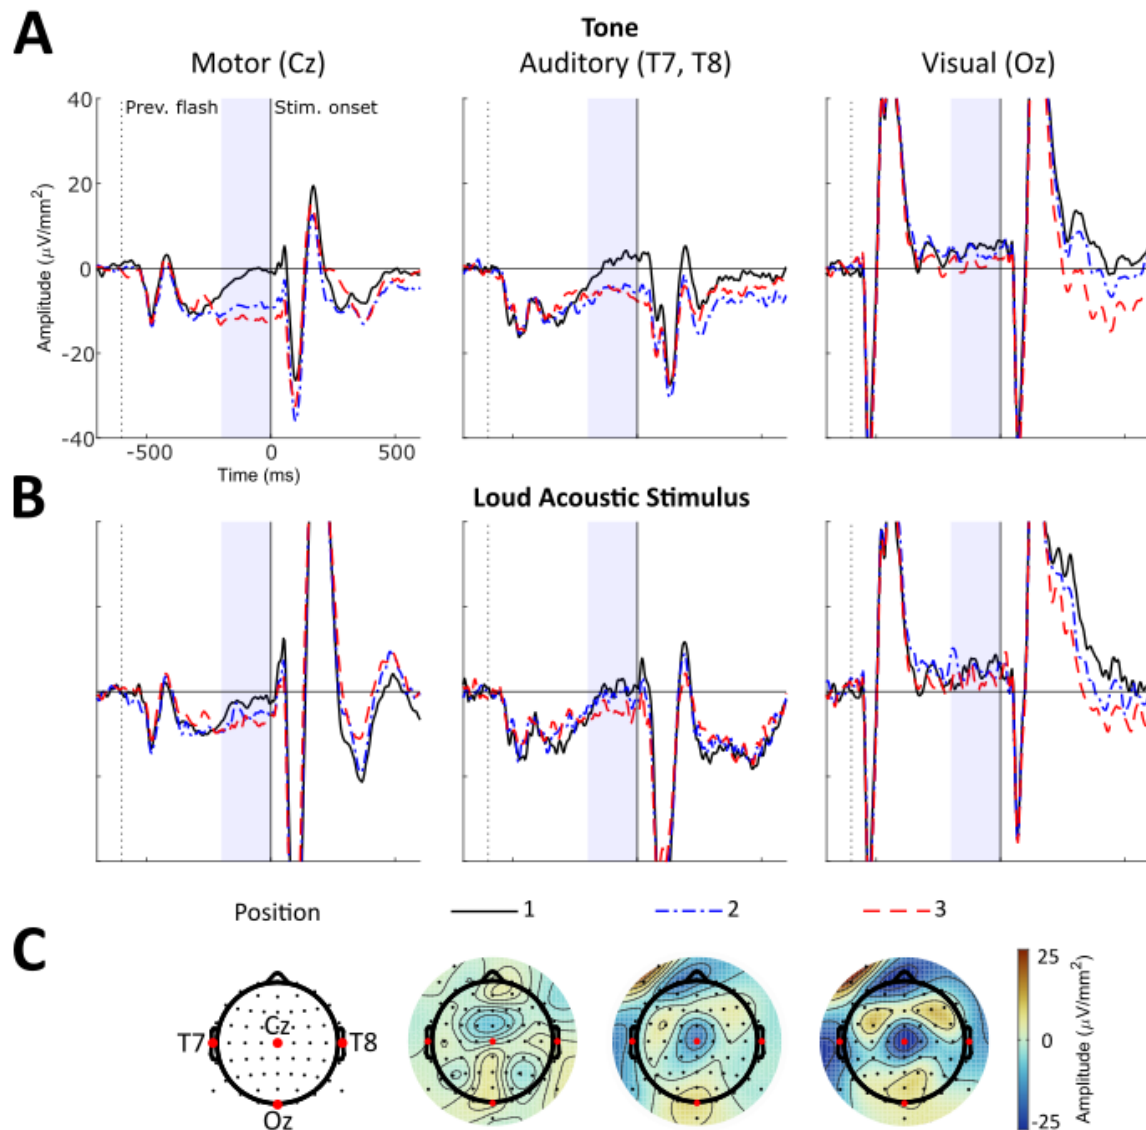 A
Tone
Motor (Cz) Auditory (T7, T8) Visual (Oz)
Prev. flash Stim. onset
40
20
0
-20
-40
Amplitude (μV/mm²)
-500 0 500
Time (ms)
B
Loud Acoustic Stimulus
Position 1 2 3
C
T7 Cz T8
Oz
25
0
-25
Amplitude (μV/mm²)